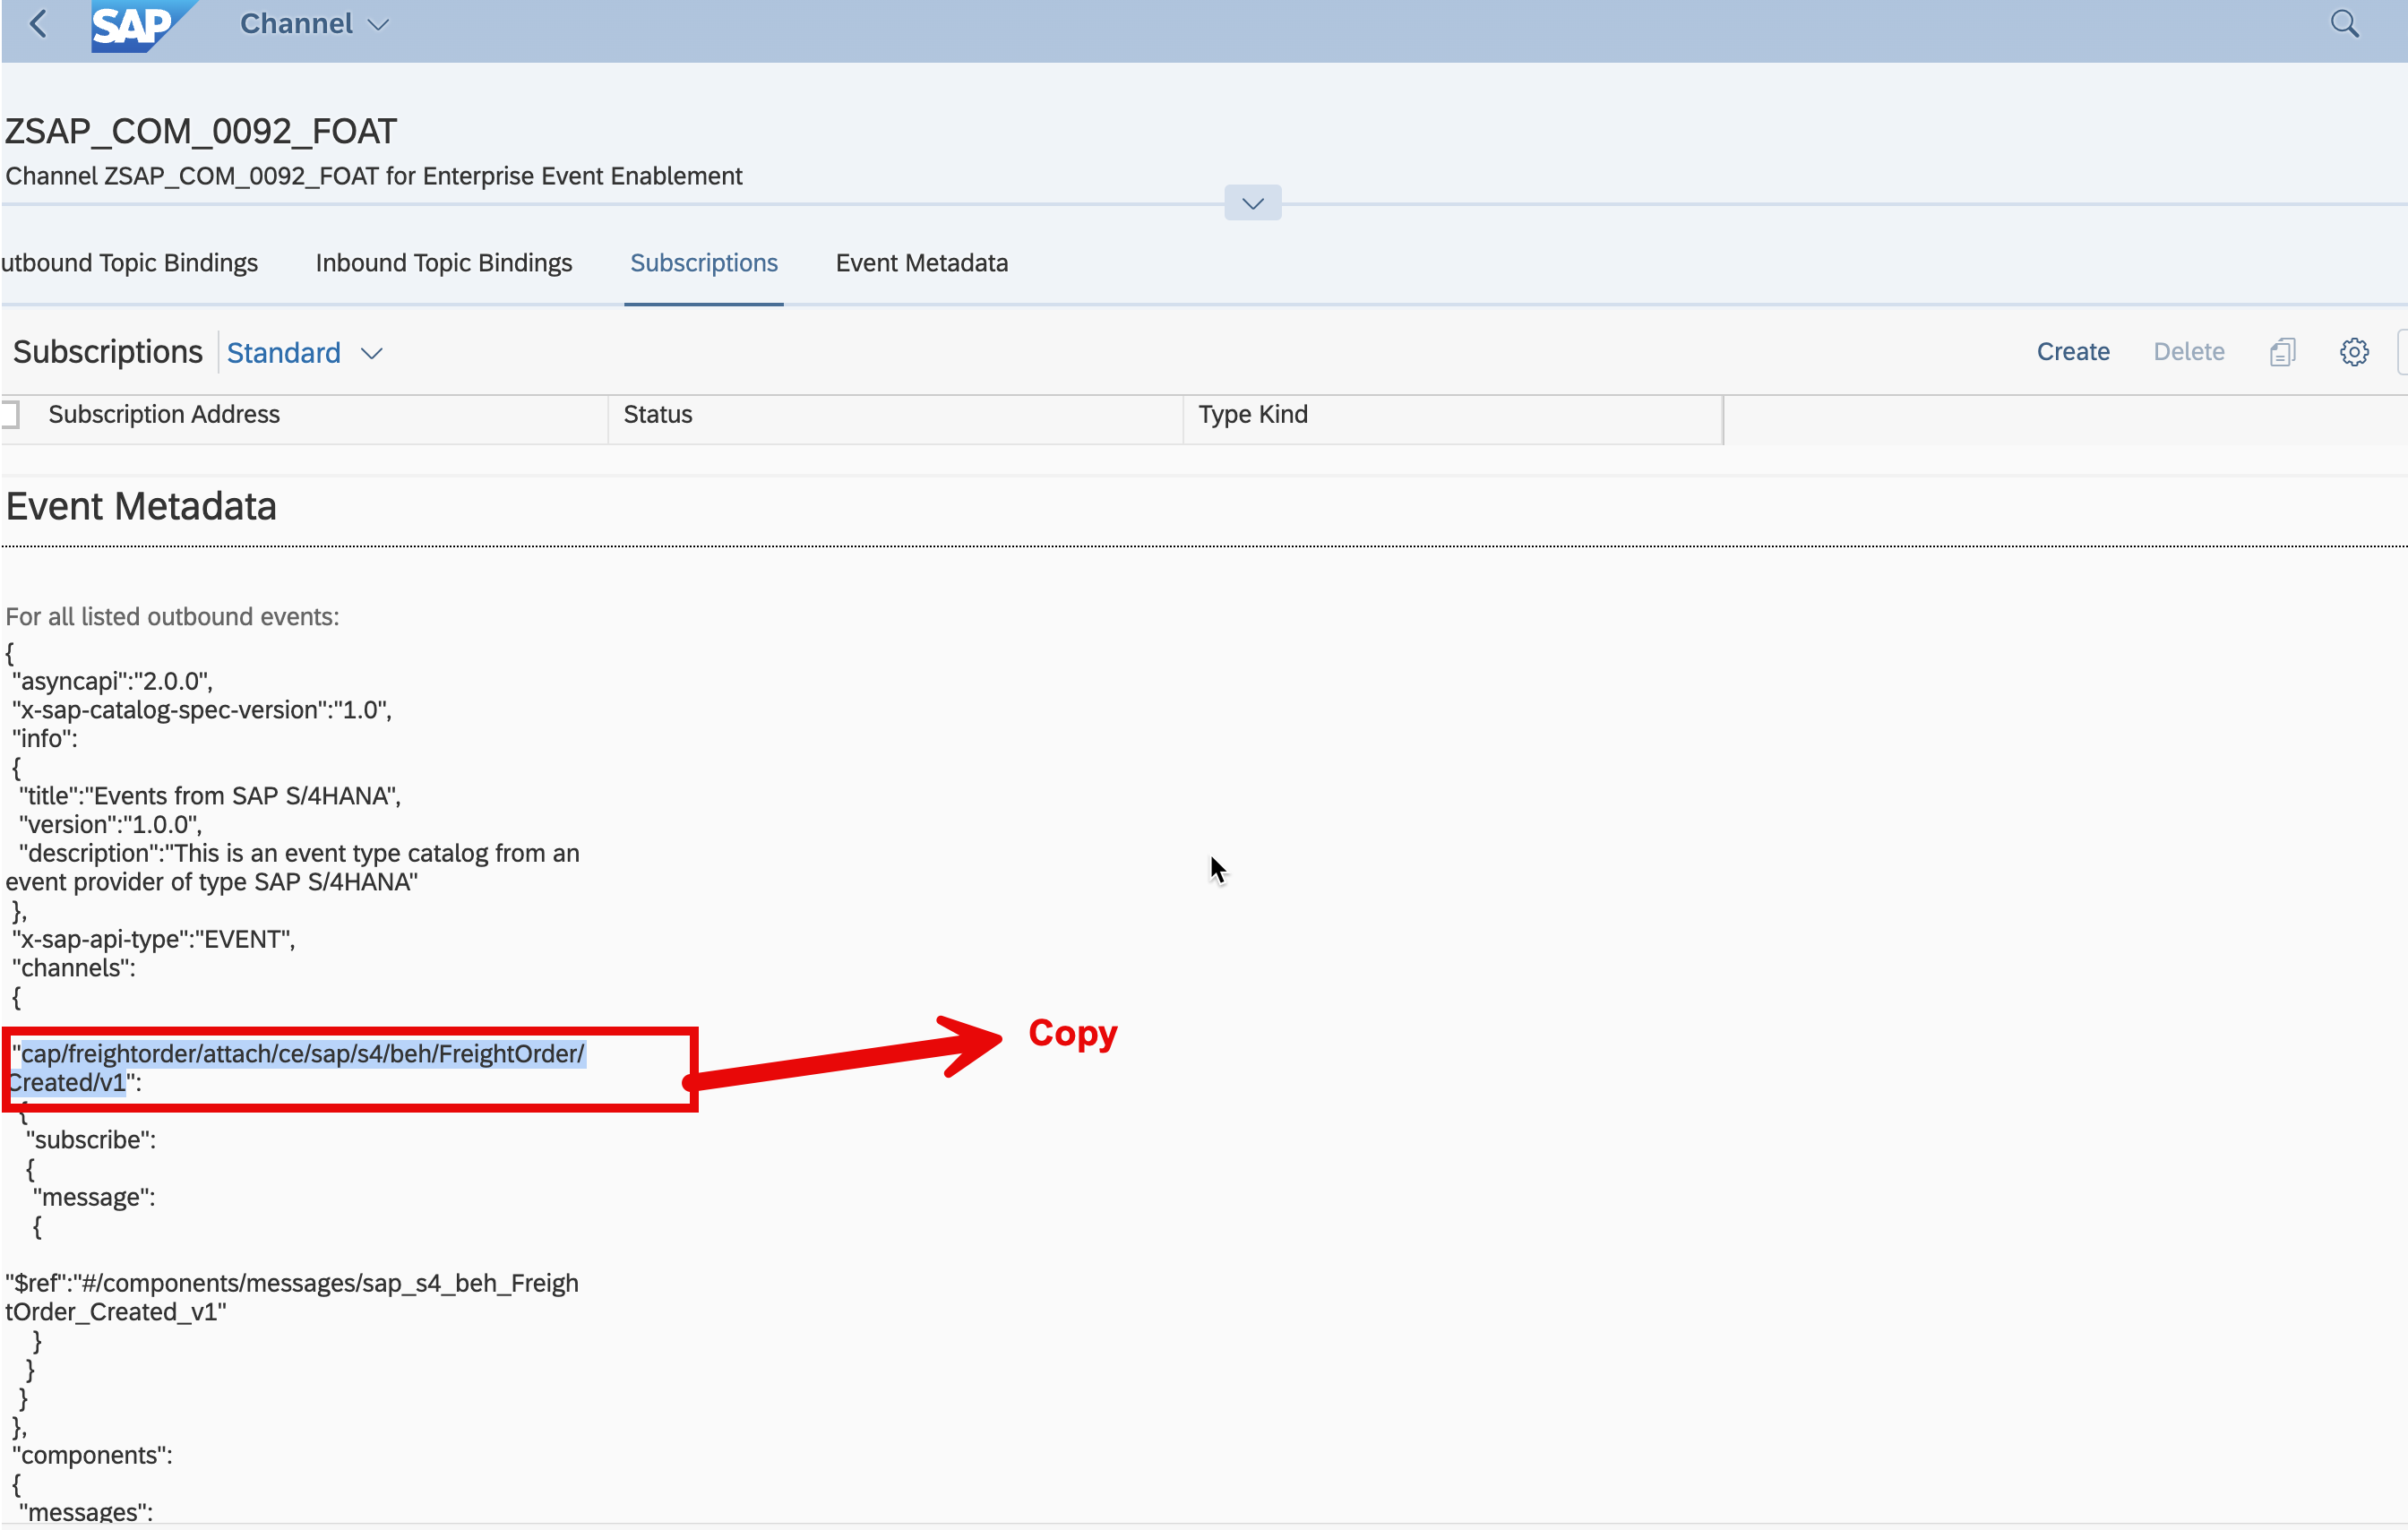 SAP Channel
ZSAP_COM_0092_FOAT
Channel ZSAP_COM_0092_FOAT for Enterprise Event Enablement
utbound Topic Bindings Inbound Topic Bindings Subscriptions Event Metadata
Subscriptions Standard Create Delete
Subscription Address Status Type Kind
Event Metadata
For all listed outbound events:
{
"asyncapi":"2.0.0",
"x-sap-catalog-spec-version":"1.0",
"info":
{
"title":"Events from SAP S/4HANA",
"version":"1.0.0",
"description":"This is an event type catalog from an
event provider of type SAP S/4HANA"
},
"x-sap-api-type":"EVENT",
"channels":
{
"cap/freightorder/attach/ce/sap/s4/beh/FreightOrder/
Created/v1":
Copy
{
"subscribe":
{
"message":
{
"$ref":"#/components/messages/sap_s4_beh_Freigh
tOrder_Created_v1"
}
}
}
},
"components":
{
"messages":